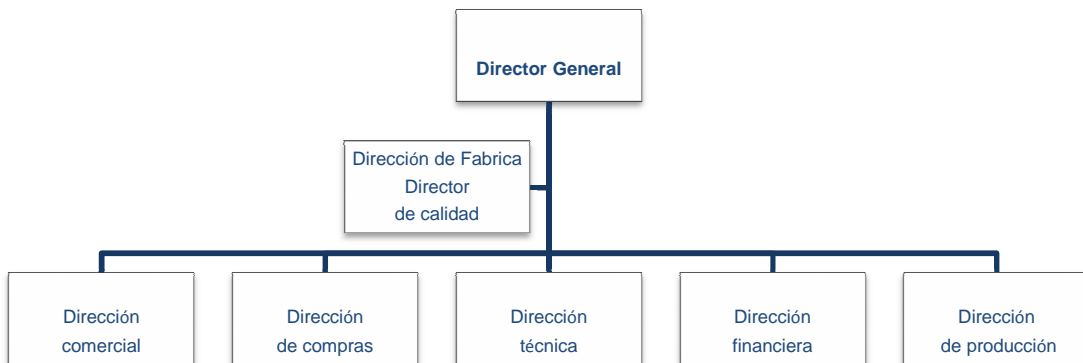 Director General
Dirección de Fabrica
Director
de calidad
Dirección
comercial
Dirección
de compras
Dirección
técnica
Dirección
financiera
Dirección
de producción